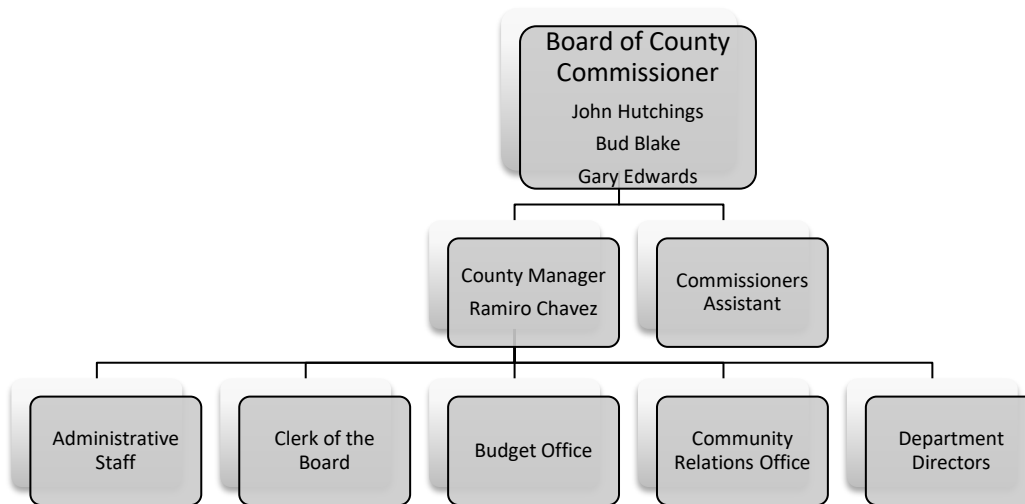 Board of County
Commissioner
John Hutchings
Bud Blake
Gary Edwards
County Manager
Ramiro Chavez
Commissioners
Assistant
Administrative
Staff
Clerk of the
Board
Budget Office
Community
Relations Office
Department
Directors